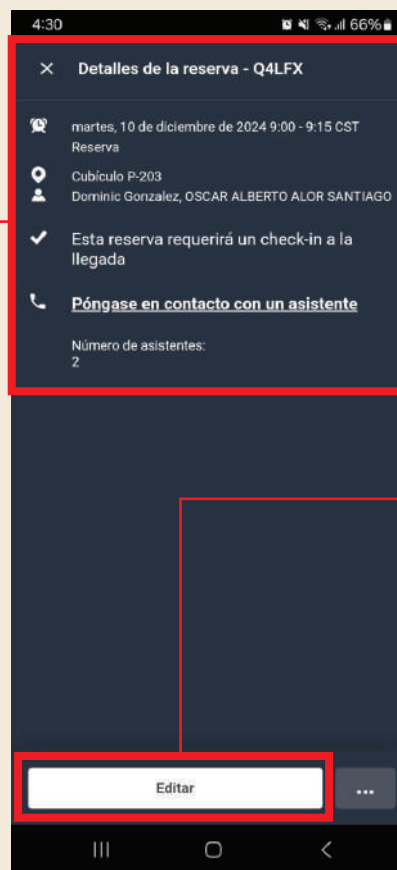 4:30
66%
Detalles de la reserva - Q4LFX
martes, 10 de diciembre de 2024 9:00 - 9:15 CST
Reserva
Cubículo P-203
Dominic Gonzalez, OSCAR ALBERTO ALOR SANTIAGO
Esta reserva requerirá un check-in a la
llegada
Póngase en contacto con un asistente
Número de asistentes:
2
Editar
...